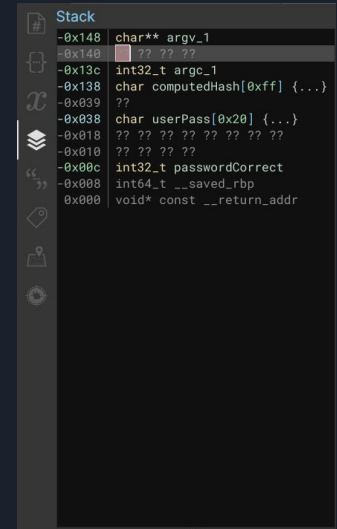 Stack
-0x148 char** argv_1
-0x140 ?? ?? ?? ??
-0x13c int32_t argc_1
-0x138 char computedHash[0xff] {...}
-0x039 ??
-0x038 char userPass[0x20] {...}
-0x018 ?? ?? ?? ?? ?? ?? ?? ??
-0x010 ?? ?? ?? ??
-0x00c int32_t passwordCorrect
-0x008 int64_t __saved_rbp
0x000 void* const __return_addr